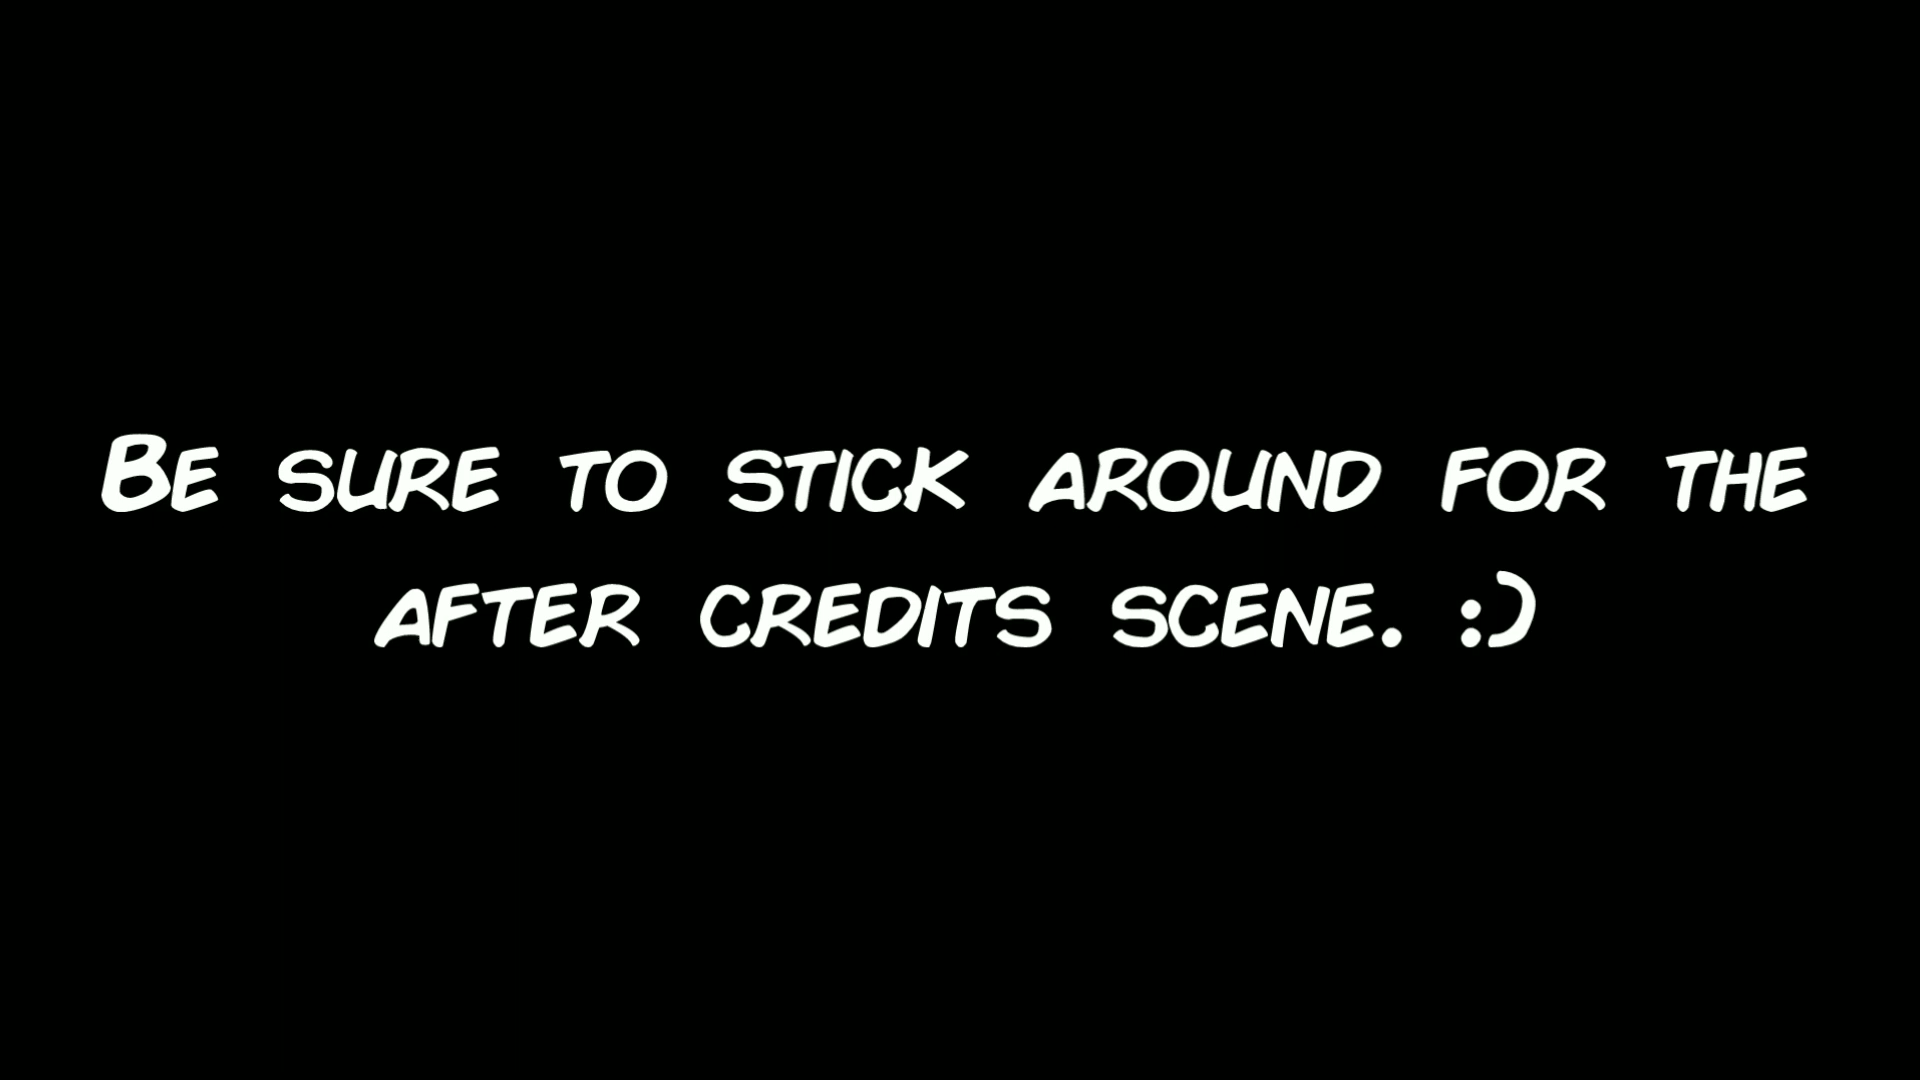 Be sure to stick around for the
after credits scene. :)